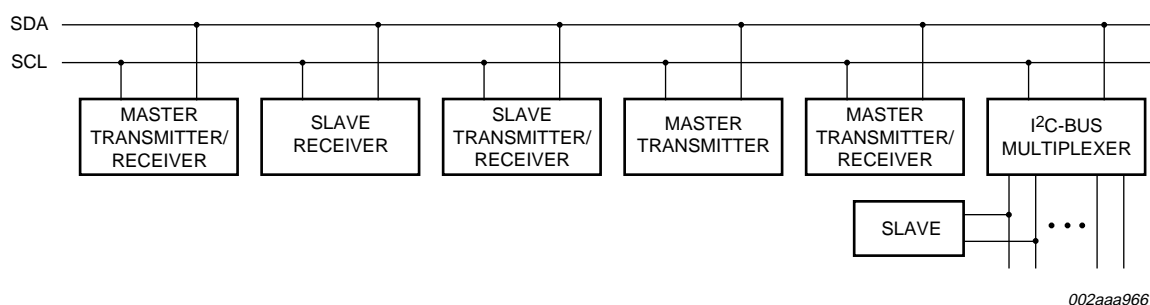 SDA
SCL
MASTER
TRANSMITTER/
RECEIVER
SLAVE
RECEIVER
SLAVE
TRANSMITTER/
RECEIVER
MASTER
TRANSMITTER
MASTER
TRANSMITTER/
RECEIVER
I²C-BUS
MULTIPLEXER
SLAVE
002aaa966